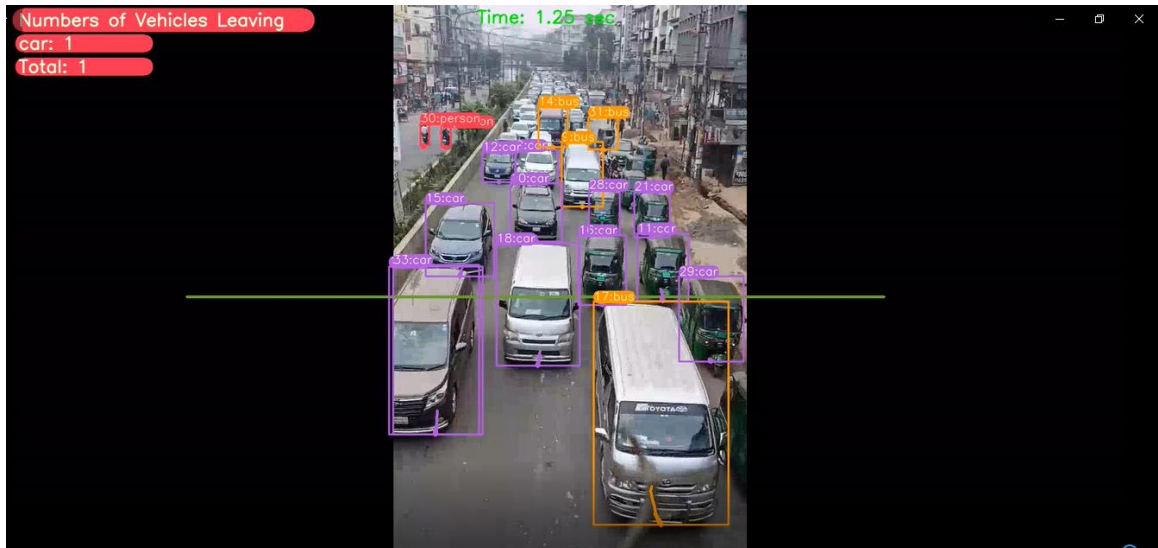 Numbers of Vehicles Leaving
car: 1
Total: 1
Time: 1.25 sec
14:bus
31:bus
30:person
:bus
12:car
:car
0:car
28:car
21:car
15:car
18:car
11:car
33:car
29:car
17:bus
TOYOTA